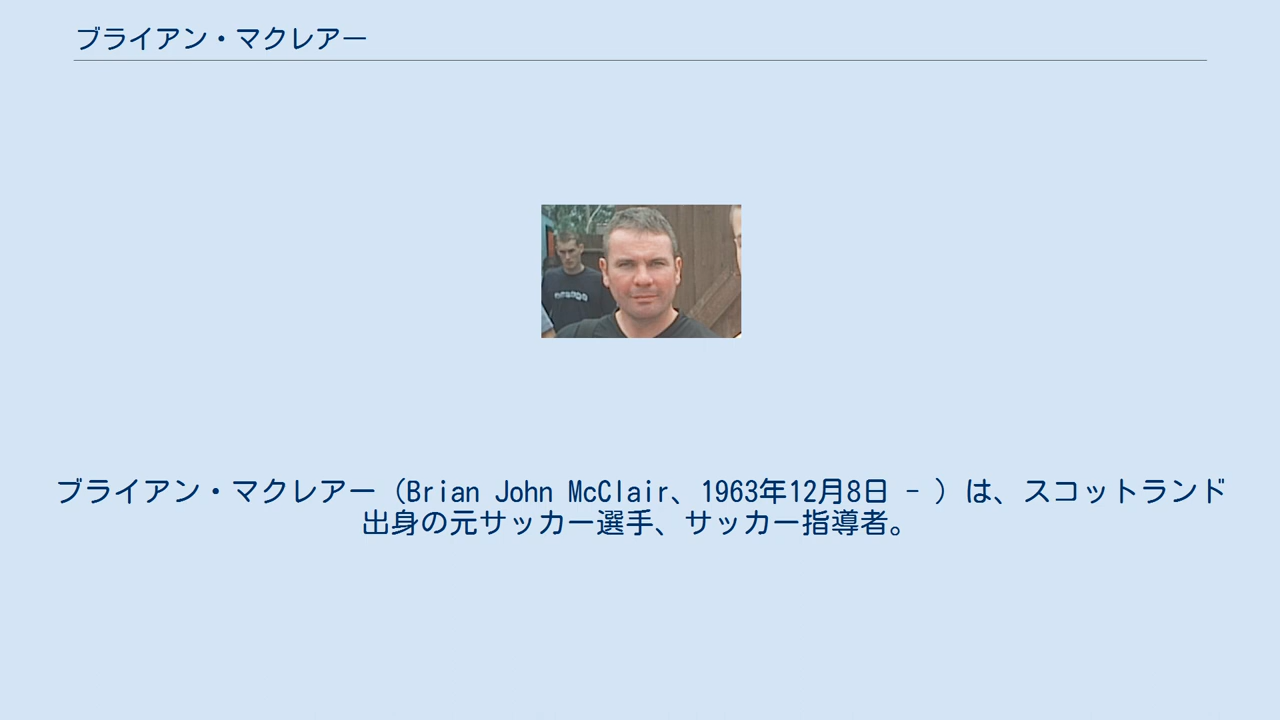 ブライアン・マクレアー
ブライアン・マクレアー（Brian John McClair、1963年12月8日 - ）は、スコットランド
出身の元サッカー選手、サッカー指導者。